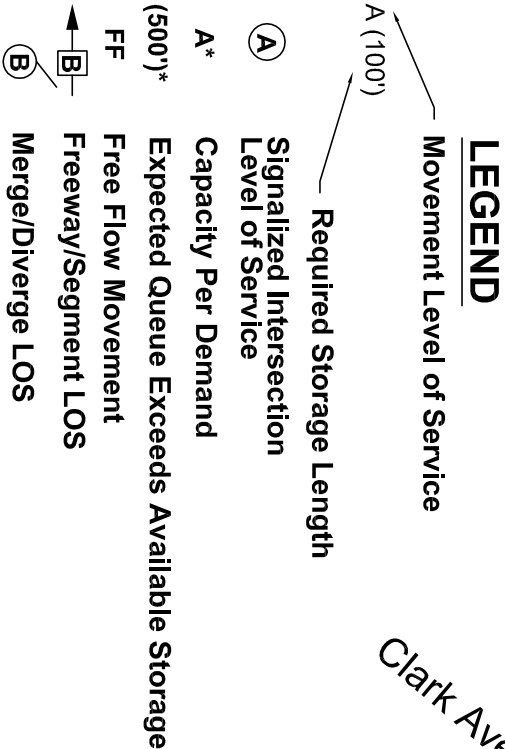 LEGEND
Movement Level of Service
A (100')
Required Storage Length
A Signalized Intersection
Level of Service
A* Capacity Per Demand
(500')* Expected Queue Exceeds Available Storage
FF Free Flow Movement
B Freeway/Segment LOS
B Merge/Diverge LOS
Clark Ave